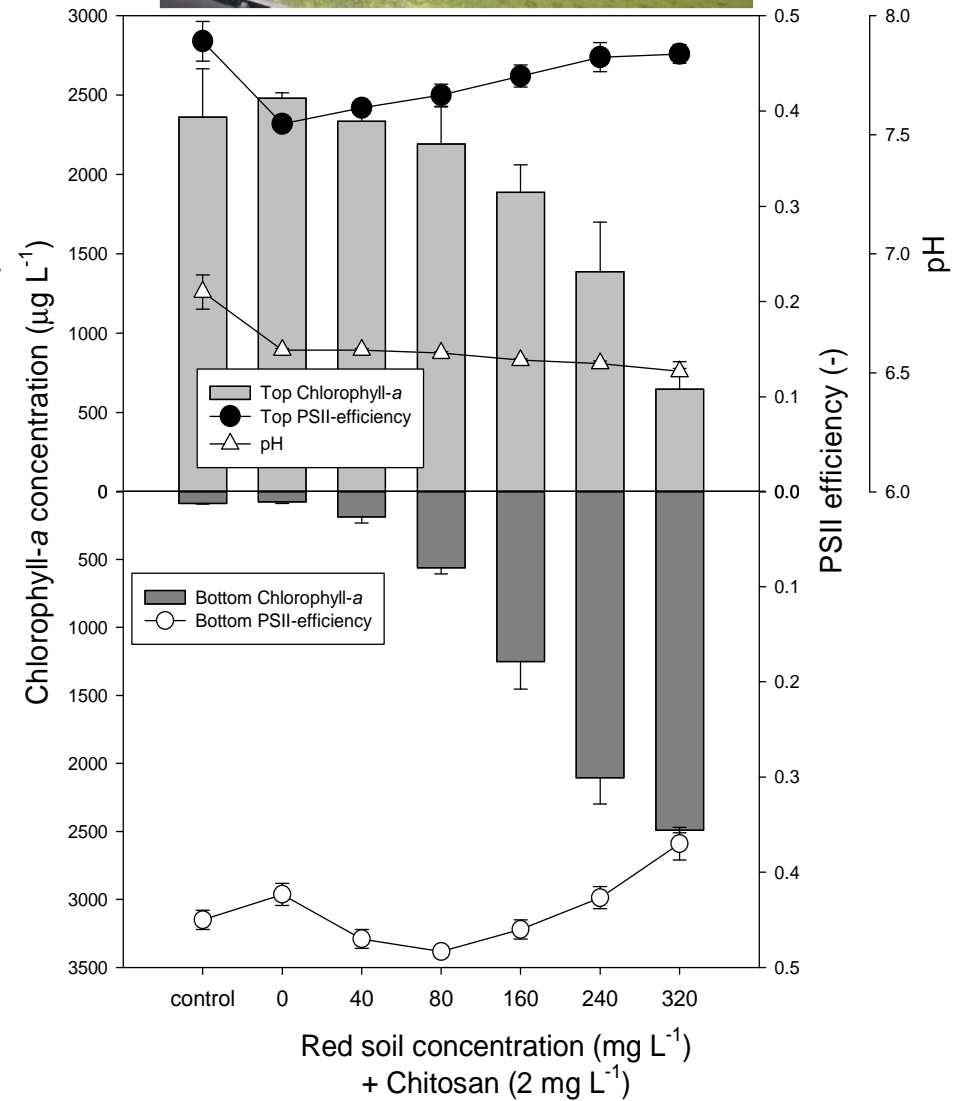 3000
2500
2000
1500
1000
500
0
500
1000
1500
2000
2500
3000
3500
Chlorophyll-a concentration (µg L-1)
0.5
0.4
0.3
0.2
0.1
0.0
0.1
0.2
0.3
0.4
0.5
PSII efficiency (-)
8.0
7.5
7.0
6.5
6.0
pH
Top Chlorophyll-a
Top PSII-efficiency
pH
Bottom Chlorophyll-a
Bottom PSII-efficiency
control 0 40 80 160 240 320
Red soil concentration (mg L-1)
+ Chitosan (2 mg L-1)